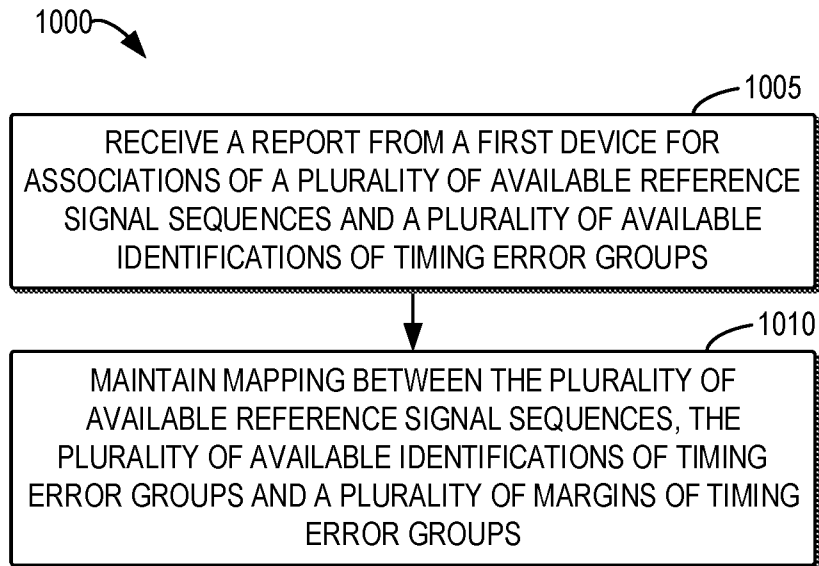 1000
1005
RECEIVE A REPORT FROM A FIRST DEVICE FOR
ASSOCIATIONS OF A PLURALITY OF AVAILABLE REFERENCE
SIGNAL SEQUENCES AND A PLURALITY OF AVAILABLE
IDENTIFICATIONS OF TIMING ERROR GROUPS
1010
MAINTAIN MAPPING BETWEEN THE PLURALITY OF
AVAILABLE REFERENCE SIGNAL SEQUENCES, THE
PLURALITY OF AVAILABLE IDENTIFICATIONS OF TIMING
ERROR GROUPS AND A PLURALITY OF MARGINS OF TIMING
ERROR GROUPS